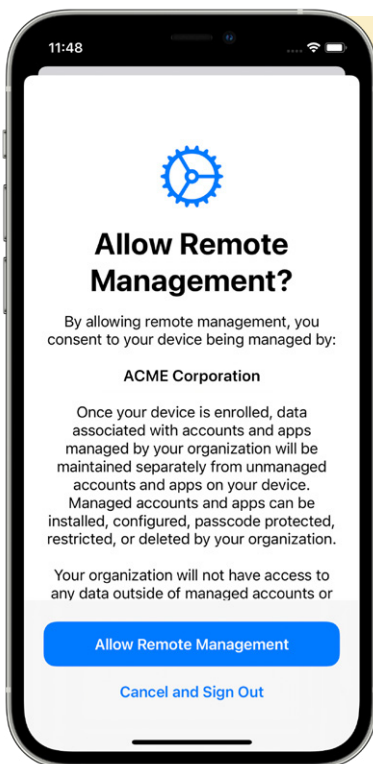 11:48
Allow Remote
Management?
By allowing remote management, you
consent to your device being managed by:
ACME Corporation
Once your device is enrolled, data
associated with accounts and apps
managed by your organization will be
maintained separately from unmanaged
accounts and apps on your device.
Managed accounts and apps can be
installed, configured, passcode protected,
restricted, or deleted by your organization.
Your organization will not have access to
any data outside of managed accounts or
Allow Remote Management
Cancel and Sign Out